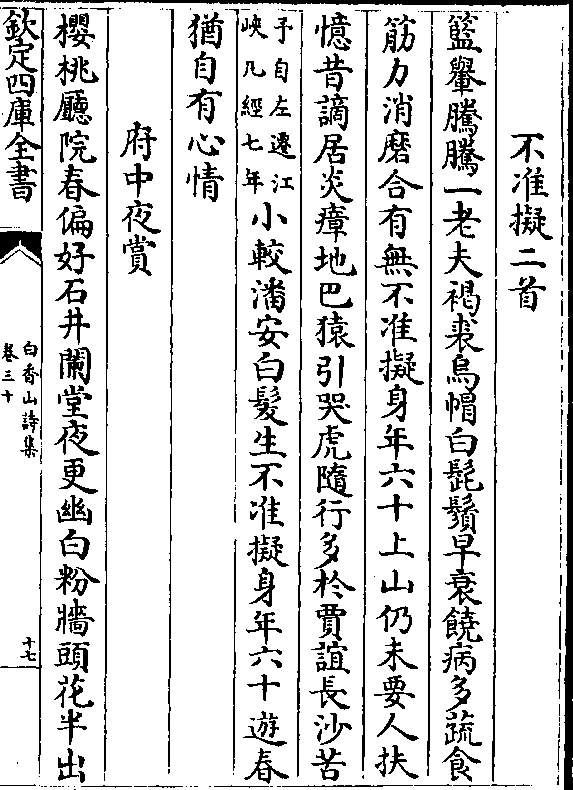 不准擬二首
籃轝騰騰一老夫褐裘烏帽白髭鬚早衰饒病多蔬食
筋力消磨合有無不准擬身年六十上山仍未要人扶
憶昔謫居炎瘴地巴猿引哭虎隨行多於賈誼長沙苦
予自左遷江
峽凡經七年
小較潘安白髮生不准擬身年六十遊春
猶自有心情
府中夜賞
櫻桃廳院春偏好石井闌堂夜更幽白粉牆頭花半出
欽定四庫全書
白香山詩集
卷三十
十七